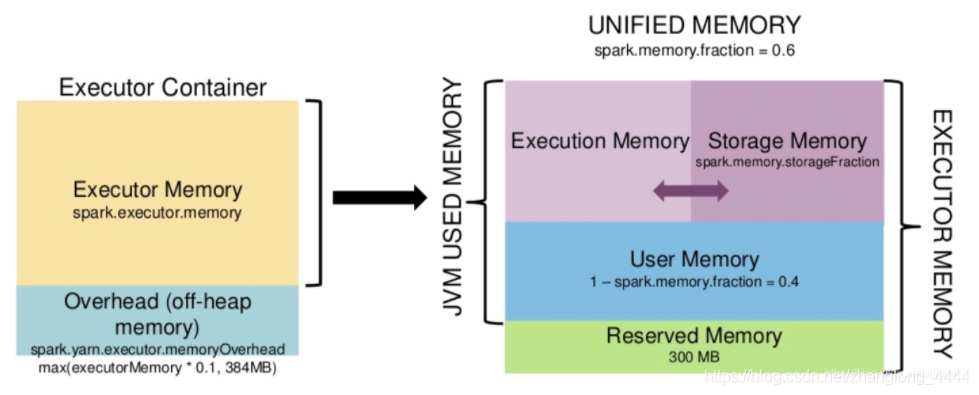 UNIFIED MEMORY
spark.memory.fraction = 0.6
Executor Container
Executor Memory
spark.executor.memory
Overhead (off-heap
memory)
spark.yarn.executor.memoryOverhead
max(executorMemory * 0.1, 384MB)
JVM USED MEMORY
Execution Memory
Storage Memory
spark.memory.storageFraction
User Memory
1 – spark.memory.fraction = 0.4
Reserved Memory
300 MB
EXECUTOR MEMORY
https://blog.csdn.net/zhanglong_4444